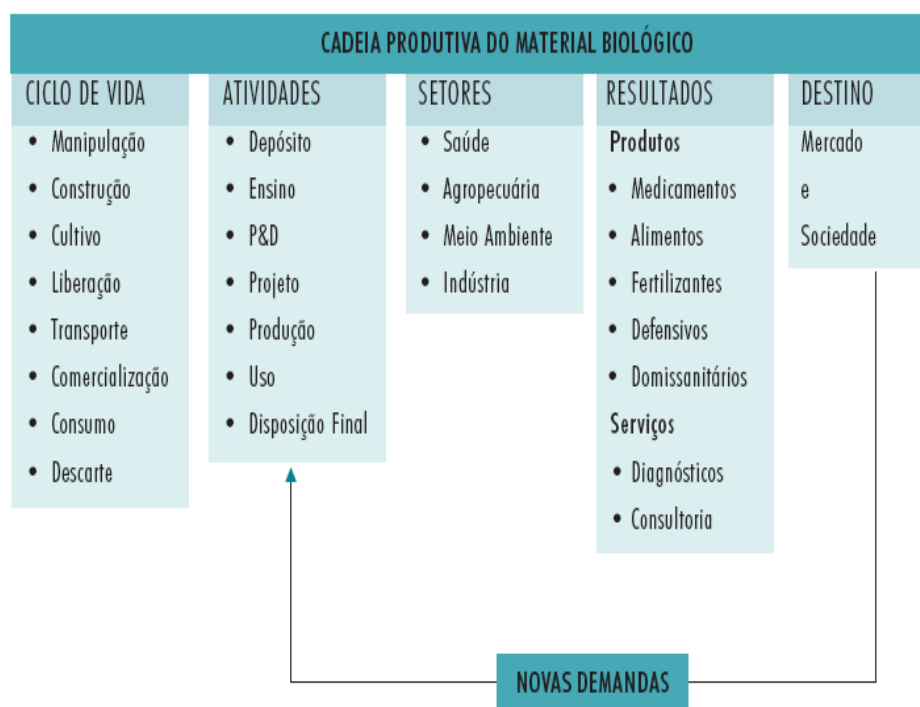 CADEIA PRODUTIVA DO MATERIAL BIOLÓGICO
CICLO DE VIDA
• Manipulação
• Construção
• Cultivo
• Liberação
• Transporte
• Comercialização
• Consumo
• Descarte
ATIVIDADES
• Depósito
• Ensino
• P&D
• Projeto
• Produção
• Uso
• Disposição Final
SETORES
• Saúde
• Agropecuária
• Meio Ambiente
• Indústria
RESULTADOS
Produtos
• Medicamentos
• Alimentos
• Fertilizantes
• Defensivos
• Domissanitários
Serviços
• Diagnósticos
• Consultoria
DESTINO
Mercado
e
Sociedade
NOVAS DEMANDAS